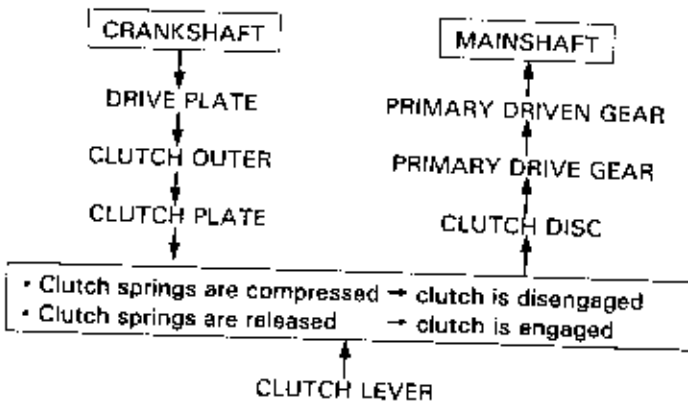 CRANKSHAFT
DRIVE PLATE
CLUTCH OUTER
CLUTCH PLATE
MAINSHAFT
PRIMARY DRIVEN GEAR
PRIMARY DRIVE GEAR
CLUTCH DISC
• Clutch springs are compressed → clutch is disengaged
• Clutch springs are released → clutch is engaged
CLUTCH LEVER